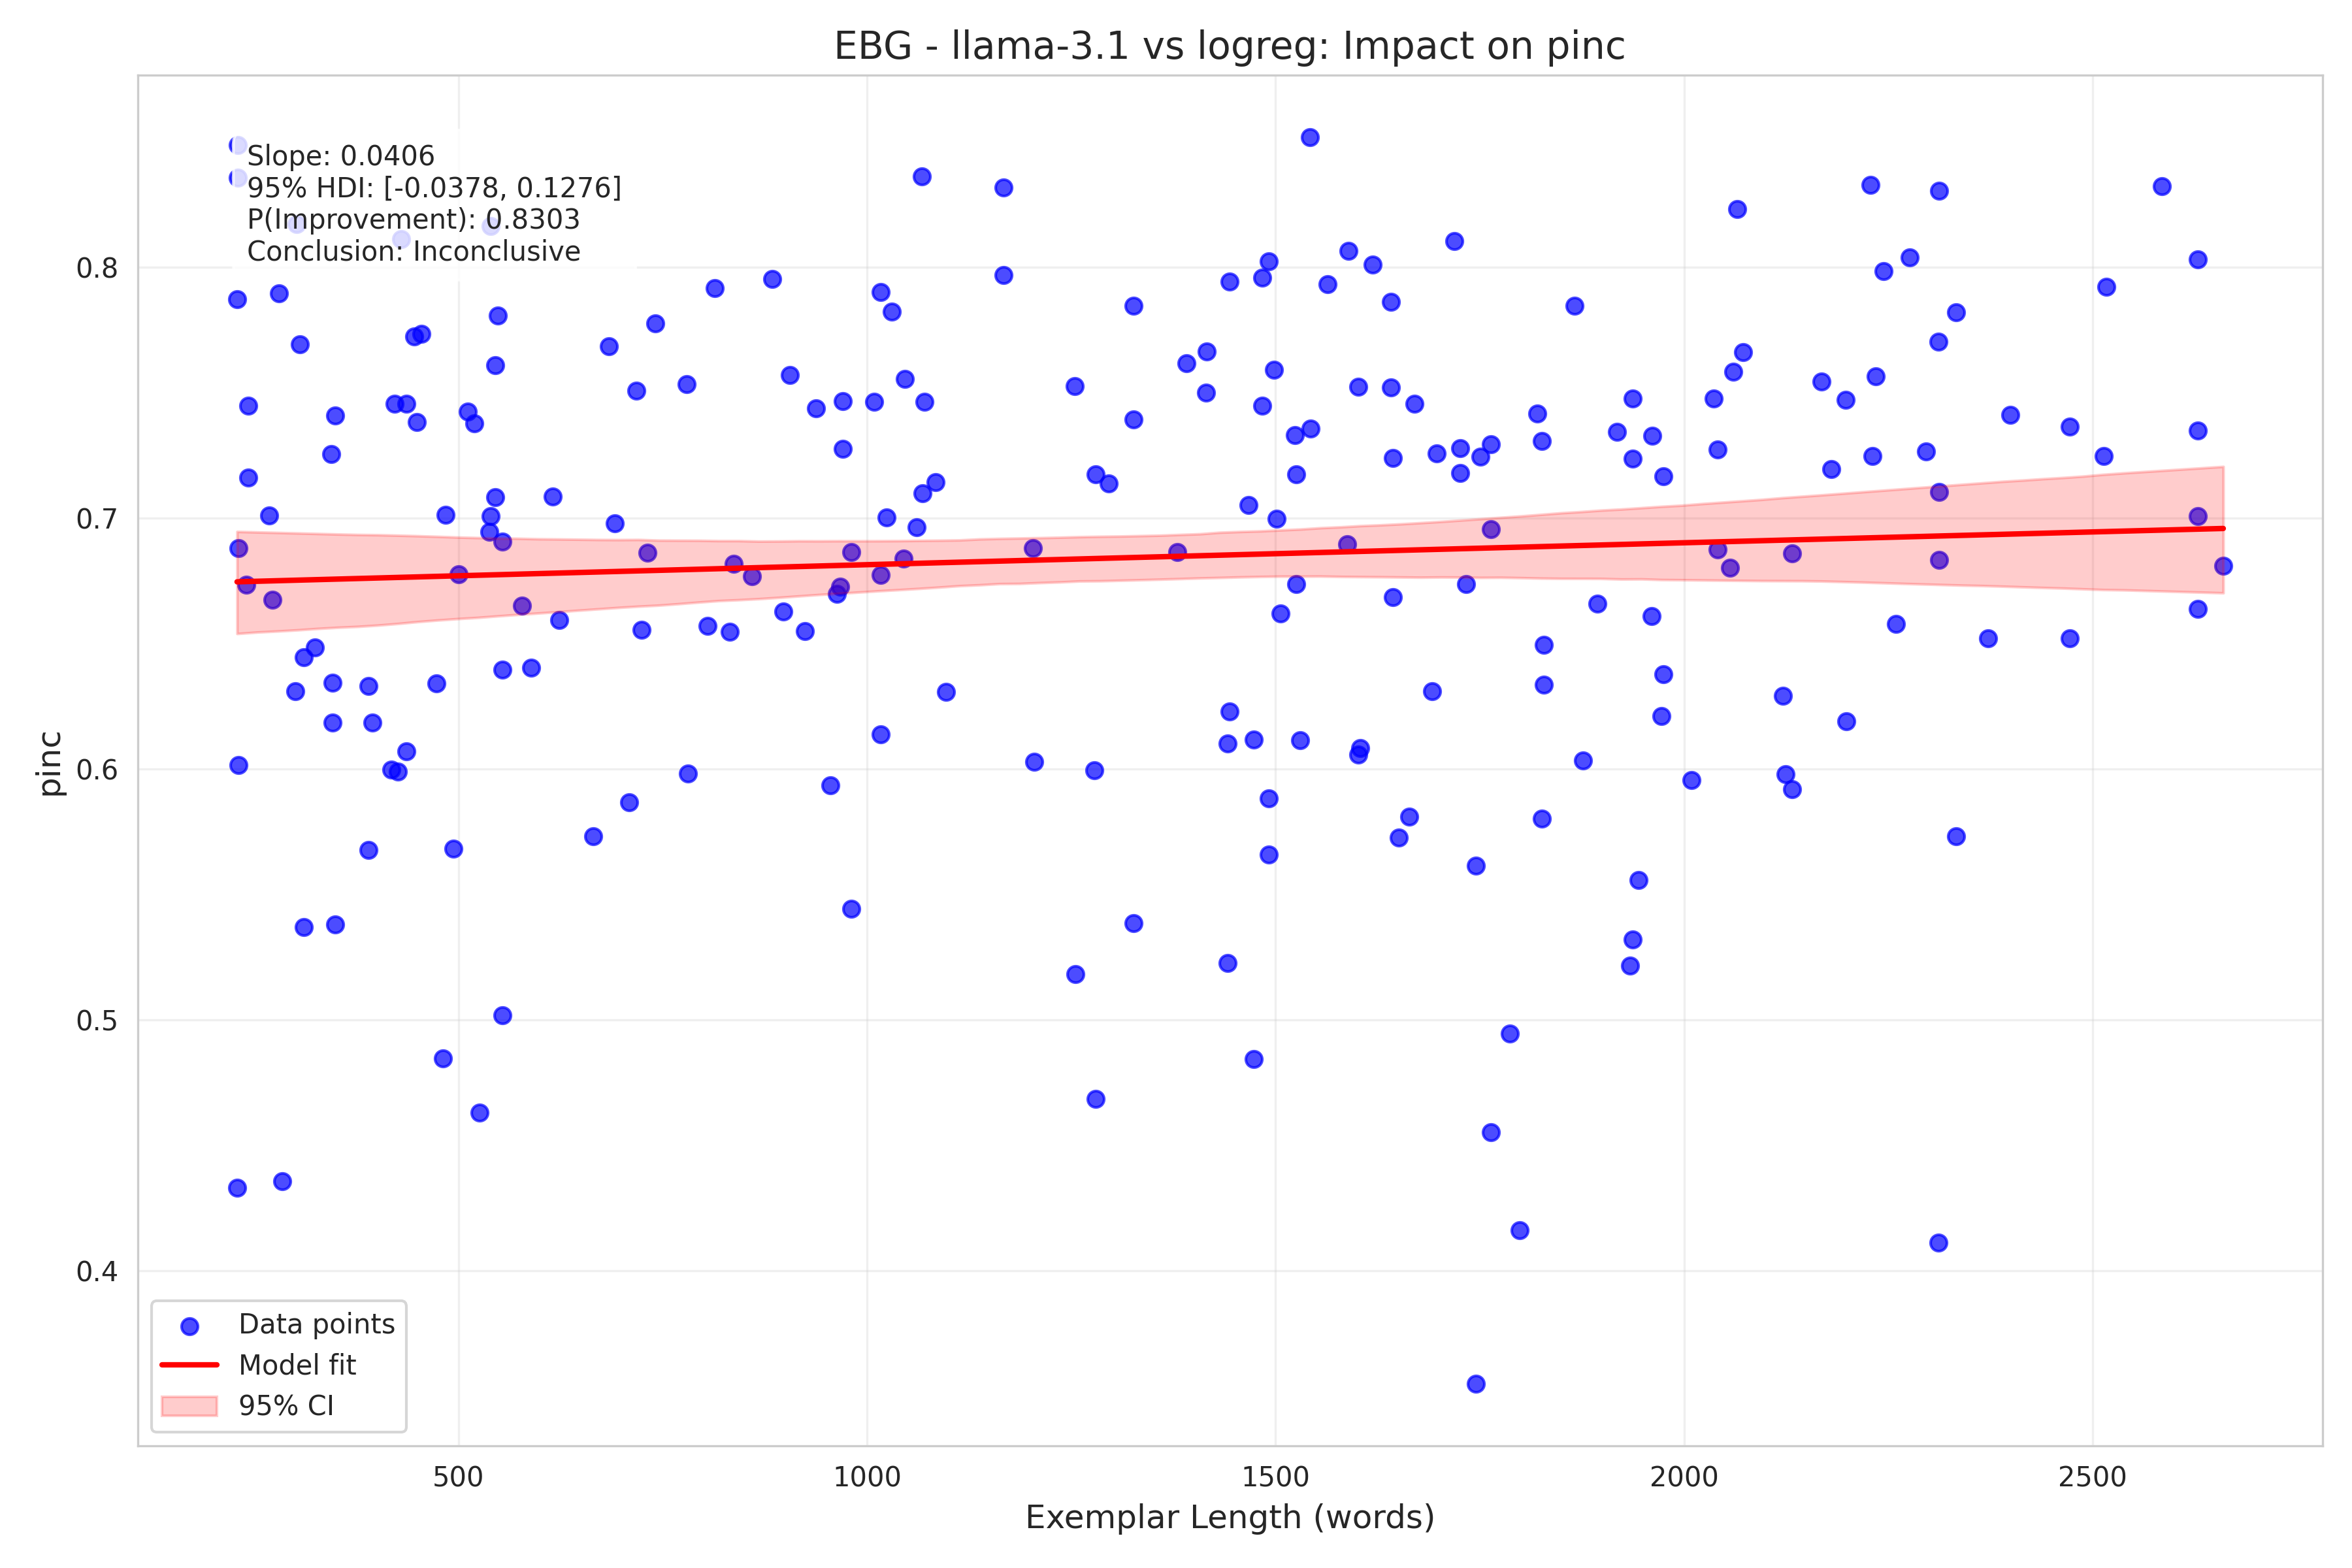 EBG - llama-3.1 vs logreg: Impact on pinc
Slope: 0.0406
95% HDI: [-0.0378, 0.1276]
P(Improvement): 0.8303
Conclusion: Inconclusive
0.8
0.7
0.6
0.5
0.4
pinc
Data points
Model fit
95% CI
500
1000
1500
2000
2500
Exemplar Length (words)